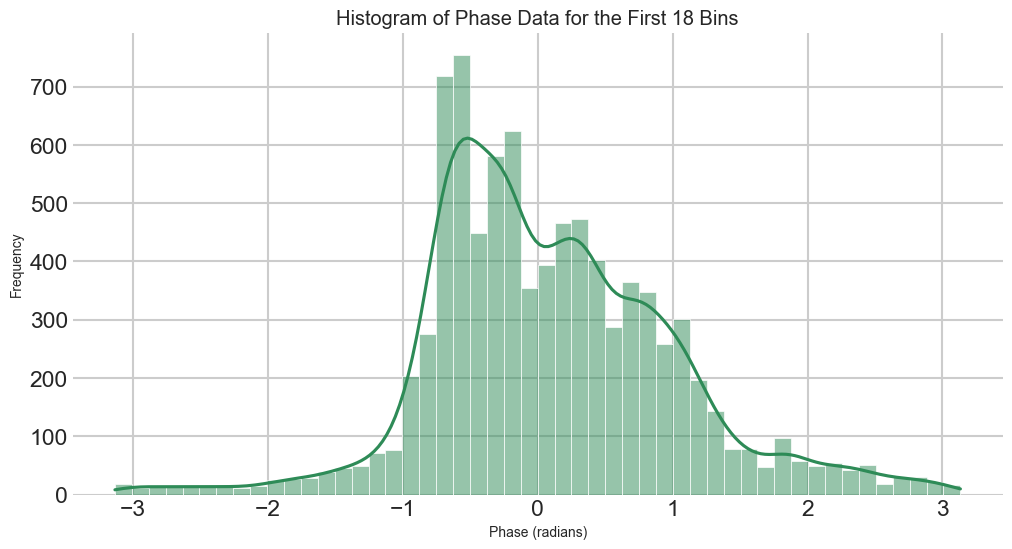 Histogram of Phase Data for the First 18 Bins
Frequency
700
600
500
400
300
200
100
0
−3 −2 −1 0 1 2 3
Phase (radians)